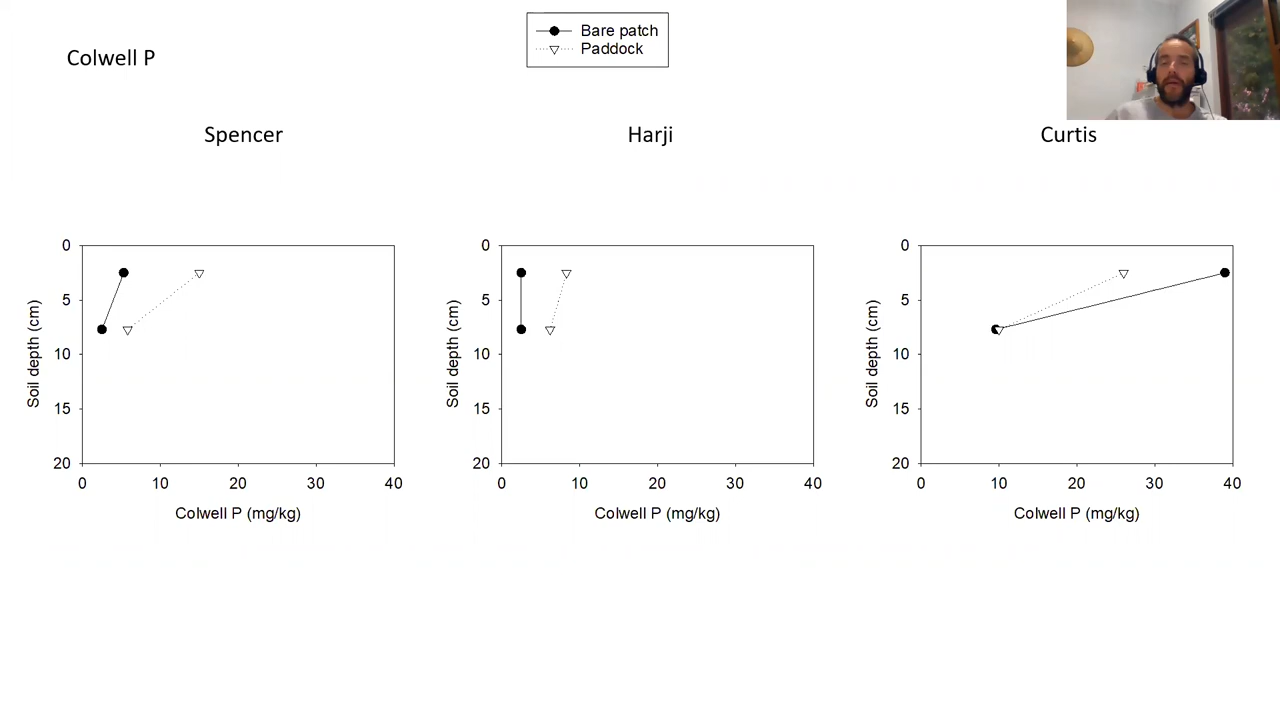 Colwell P
Bare patch
Paddock
Spencer
Harji
Curtis
0
5
10
15
20
Soil depth (cm)
0 10 20 30 40
Colwell P (mg/kg)
0
5
10
15
20
Soil depth (cm)
0 10 20 30 40
Colwell P (mg/kg)
0
5
10
15
20
Soil depth (cm)
0 10 20 30 40
Colwell P (mg/kg)